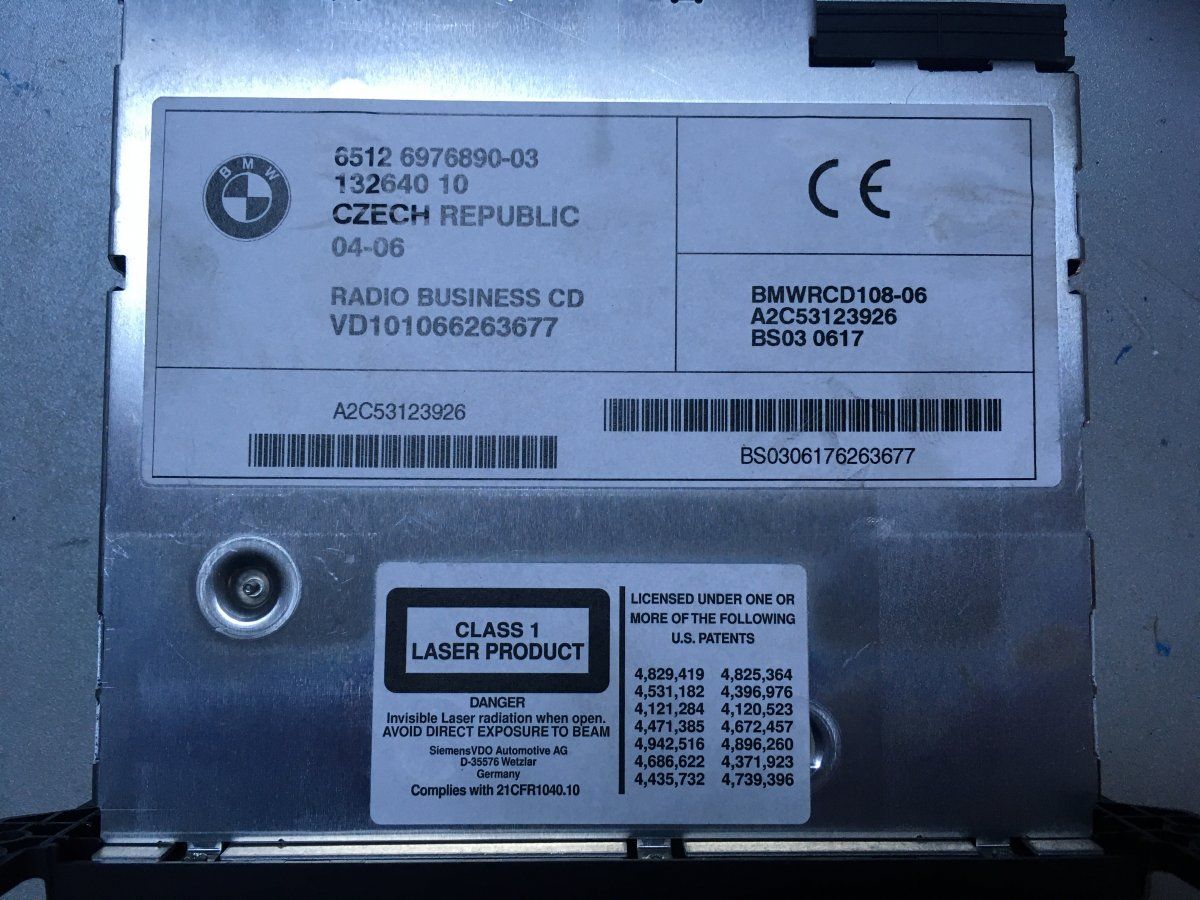 BMW
6512 6976890-03
132640 10
CZECH REPUBLIC
04-06
RADIO BUSINESS CD
VD101066263677
CE
BMWRCD108-06
A2C53123926
BS03 0617
A2C53123926
BS0306176263677
CLASS 1
LASER PRODUCT
DANGER
Invisible Laser radiation when open.
AVOID DIRECT EXPOSURE TO BEAM
SiemensVDO Automotive AG
D-35576 Wetzlar
Germany
Complies with 21CFR1040.10
LICENSED UNDER ONE OR
MORE OF THE FOLLOWING
U.S. PATENTS
4,829,419 4,825,364
4,531,182 4,396,976
4,121,284 4,120,523
4,471,385 4,672,457
4,942,516 4,896,260
4,686,622 4,371,923
4,435,732 4,739,396